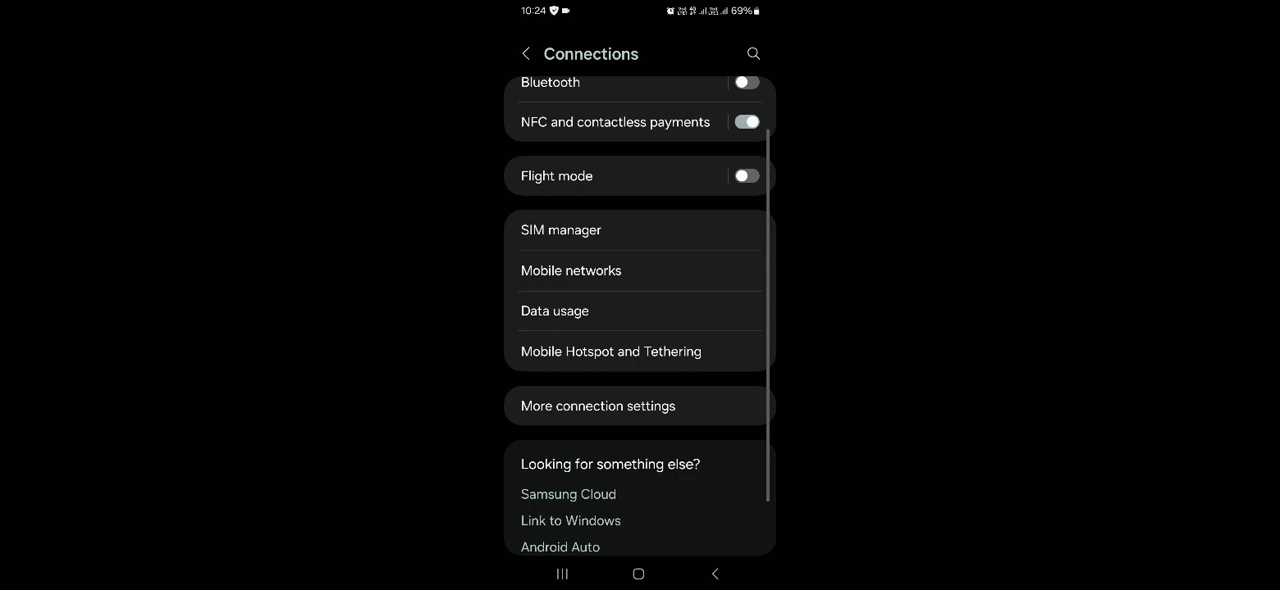 10:24 69%
Connections
Bluetooth
NFC and contactless payments
Flight mode
SIM manager
Mobile networks
Data usage
Mobile Hotspot and Tethering
More connection settings
Looking for something else?
Samsung Cloud
Link to Windows
Android Auto